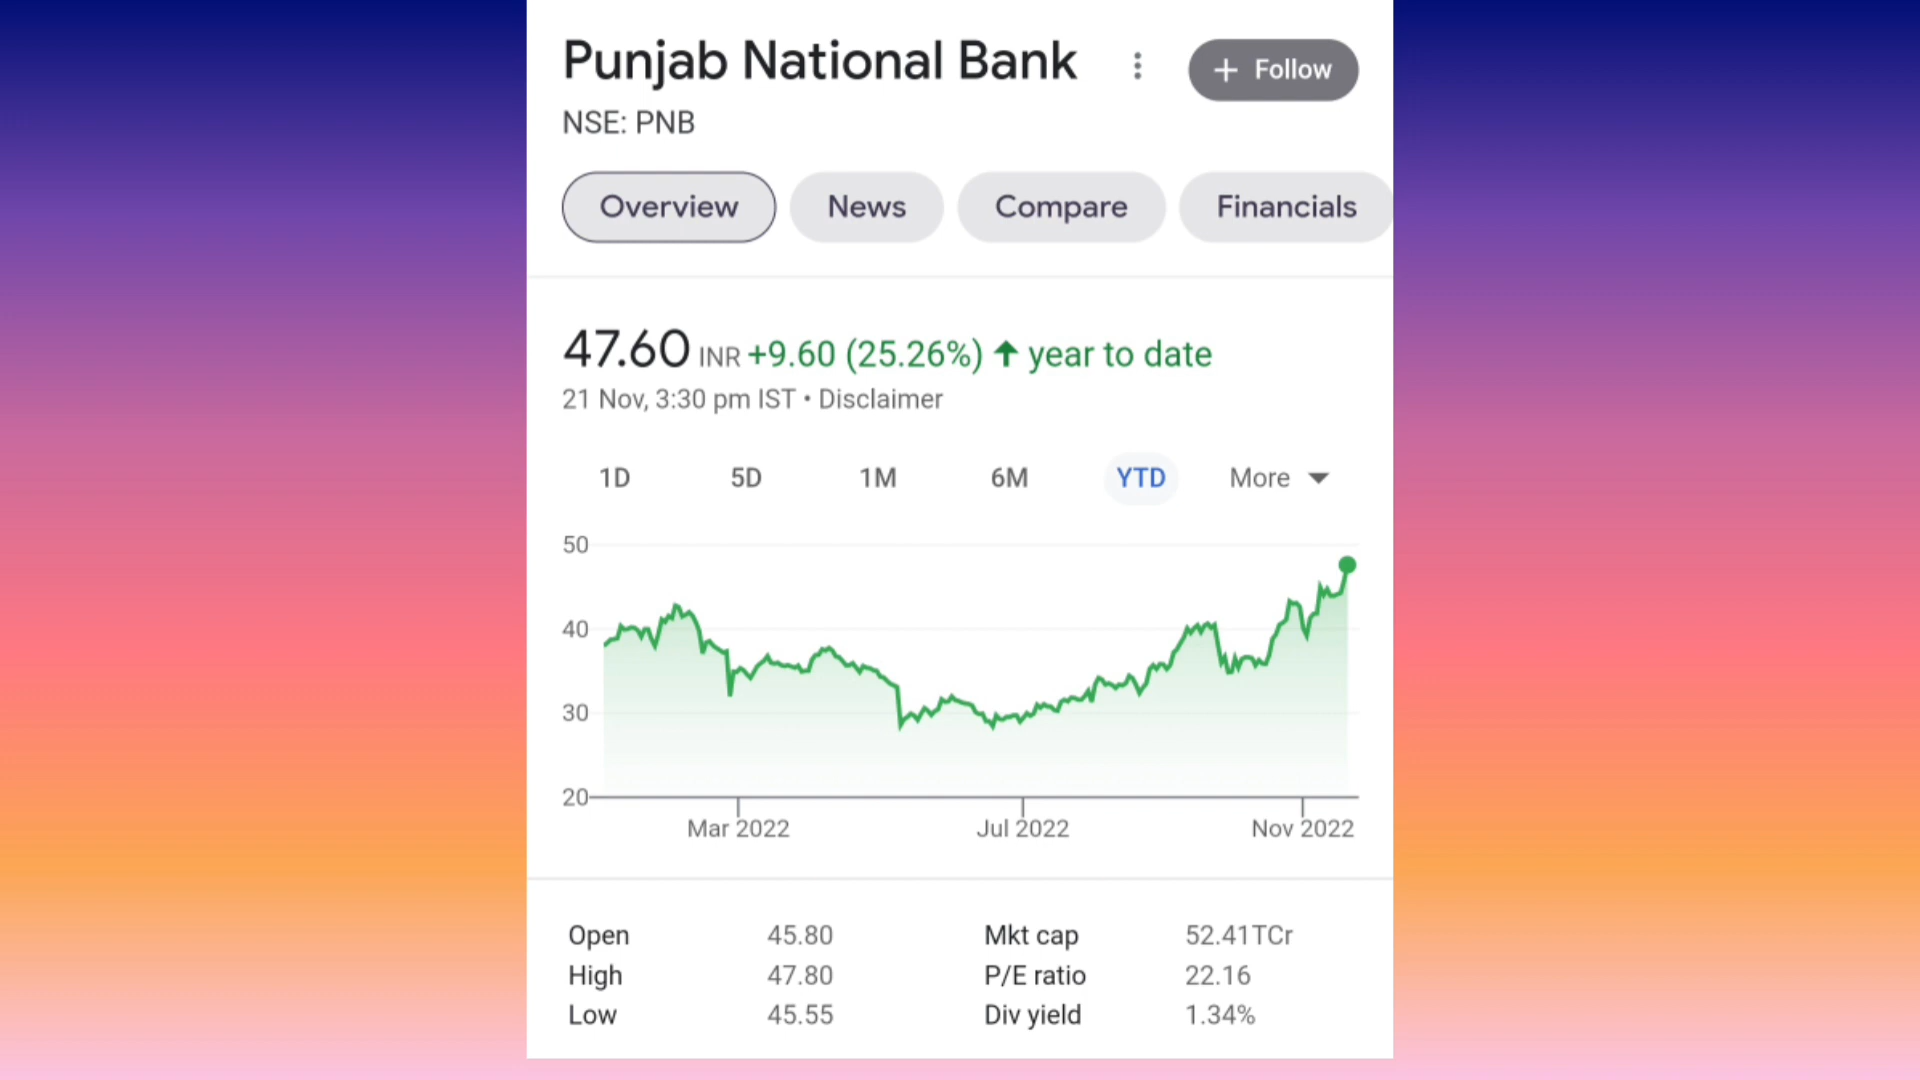 Punjab National Bank
+ Follow
NSE: PNB
Overview News Compare Financials
47.60 INR +9.60 (25.26%) ↑ year to date
21 Nov, 3:30 pm IST • Disclaimer
1D 5D 1M 6M YTD More
50
40
30
20
Mar 2022 Jul 2022 Nov 2022
Open 45.80 Mkt cap 52.41TCr
High 47.80 P/E ratio 22.16
Low 45.55 Div yield 1.34%